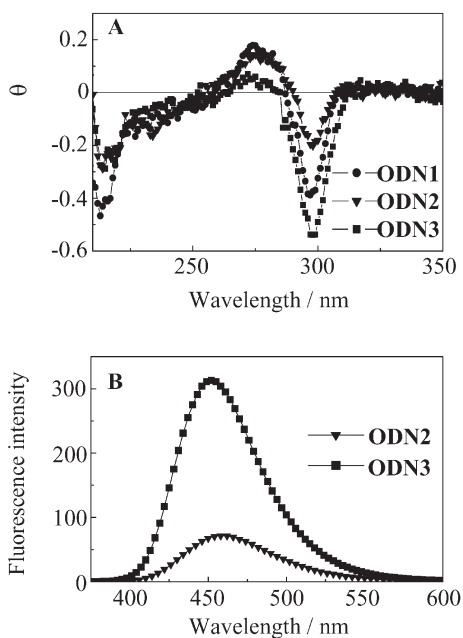 A
0.2
0
-0.2
-0.4
-0.6
θ
ODN1
ODN2
ODN3
250
300
350
Wavelength / nm
B
300
200
100
0
Fluorescence intensity
ODN2
ODN3
400
450
500
550
600
Wavelength / nm